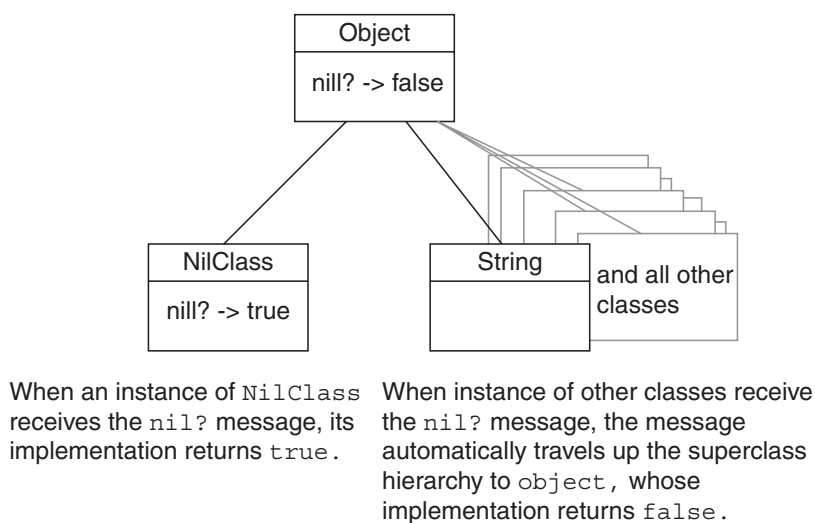 Object
nill? -> false
NilClass
nill? -> true
String
and all other
classes
When an instance of NilClass
receives the nil? message, its
implementation returns true.
When instance of other classes receive
the nil? message, the message
automatically travels up the superclass
hierarchy to object, whose
implementation returns false.